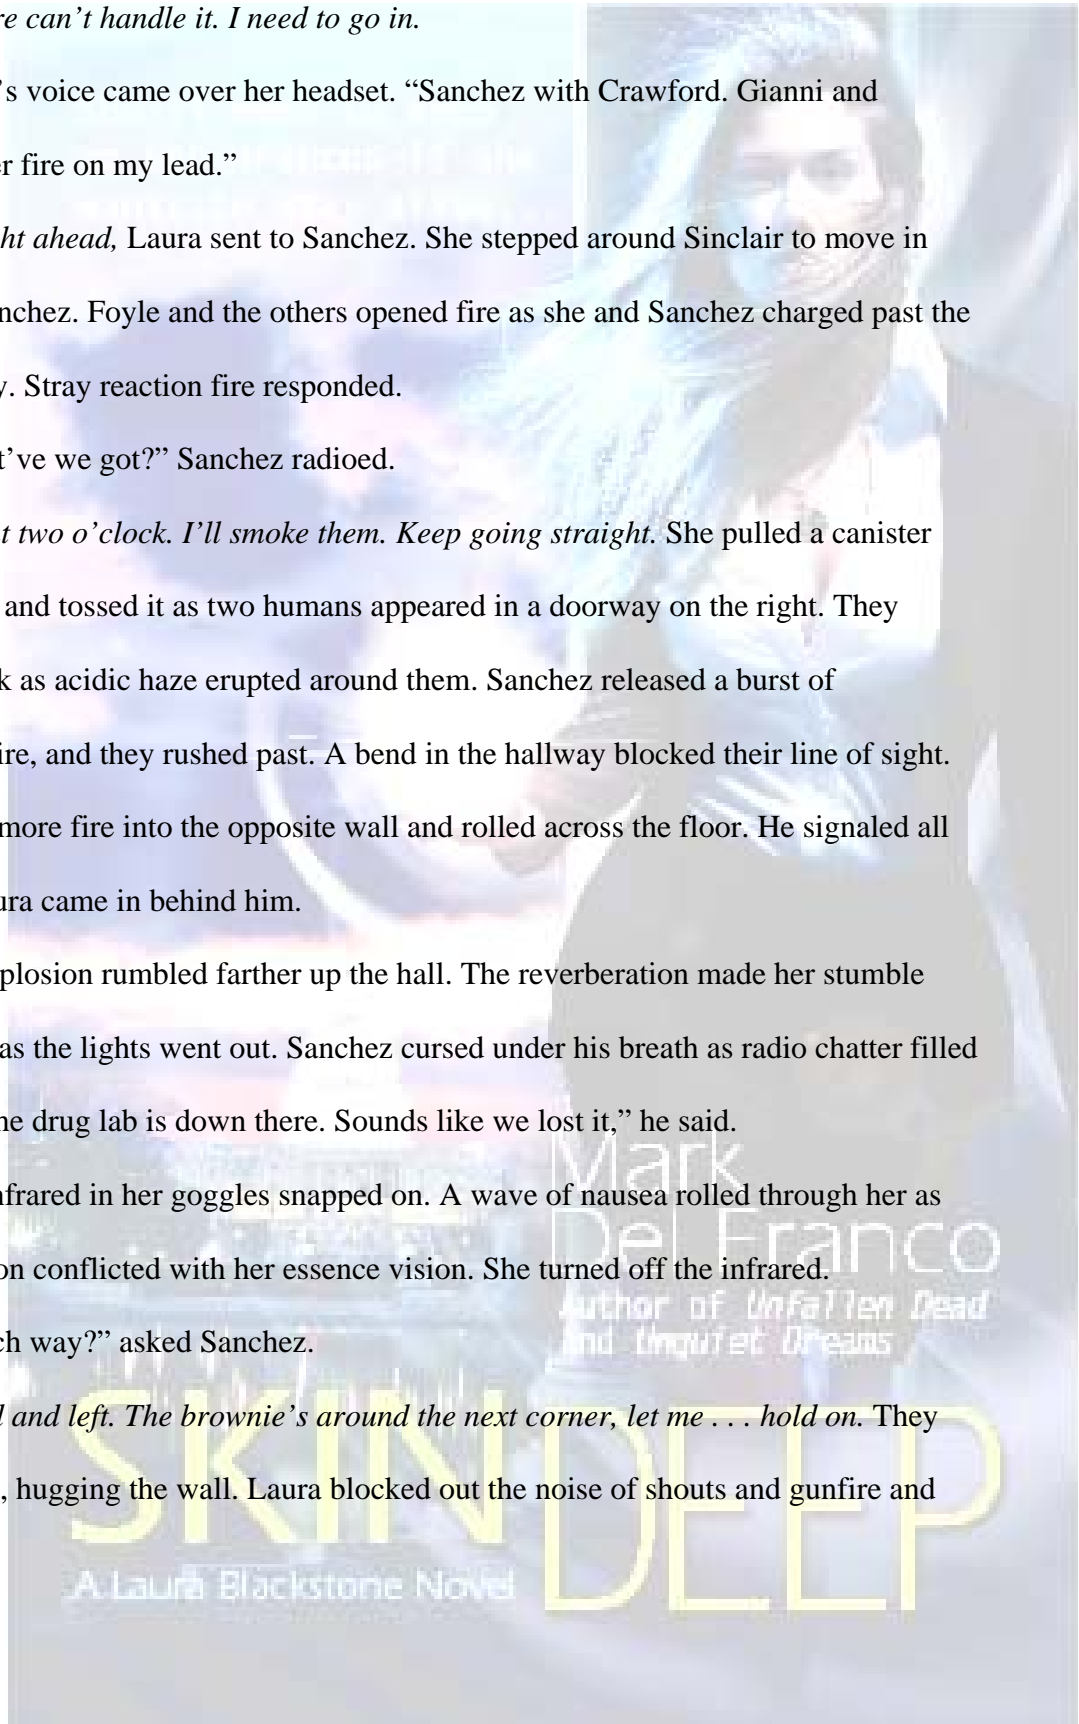 re can’t handle it. I need to go in.
’s voice came over her headset. “Sanchez with Crawford. Gianni and
er fire on my lead.”
ht ahead, Laura sent to Sanchez. She stepped around Sinclair to move in
nchez. Foyle and the others opened fire as she and Sanchez charged past the
y. Stray reaction fire responded.
t’ve we got?” Sanchez radioed.
t two o’clock. I’ll smoke them. Keep going straight. She pulled a canister
and tossed it as two humans appeared in a doorway on the right. They
k as acidic haze erupted around them. Sanchez released a burst of
ire, and they rushed past. A bend in the hallway blocked their line of sight.
more fire into the opposite wall and rolled across the floor. He signaled all
ura came in behind him.
plosion rumbled farther up the hall. The reverberation made her stumble
as the lights went out. Sanchez cursed under his breath as radio chatter filled
he drug lab is down there. Sounds like we lost it,” he said.
nfrared in her goggles snapped on. A wave of nausea rolled through her as
on conflicted with her essence vision. She turned off the infrared.
ch way?” asked Sanchez.
d and left. The brownie’s around the next corner, let me . . . hold on. They
, hugging the wall. Laura blocked out the noise of shouts and gunfire and
Mark
Del Franco
Author of Unfallen Dead
and Unquiet Dreams
SKIN DEEP
A Laura Blackstone Novel